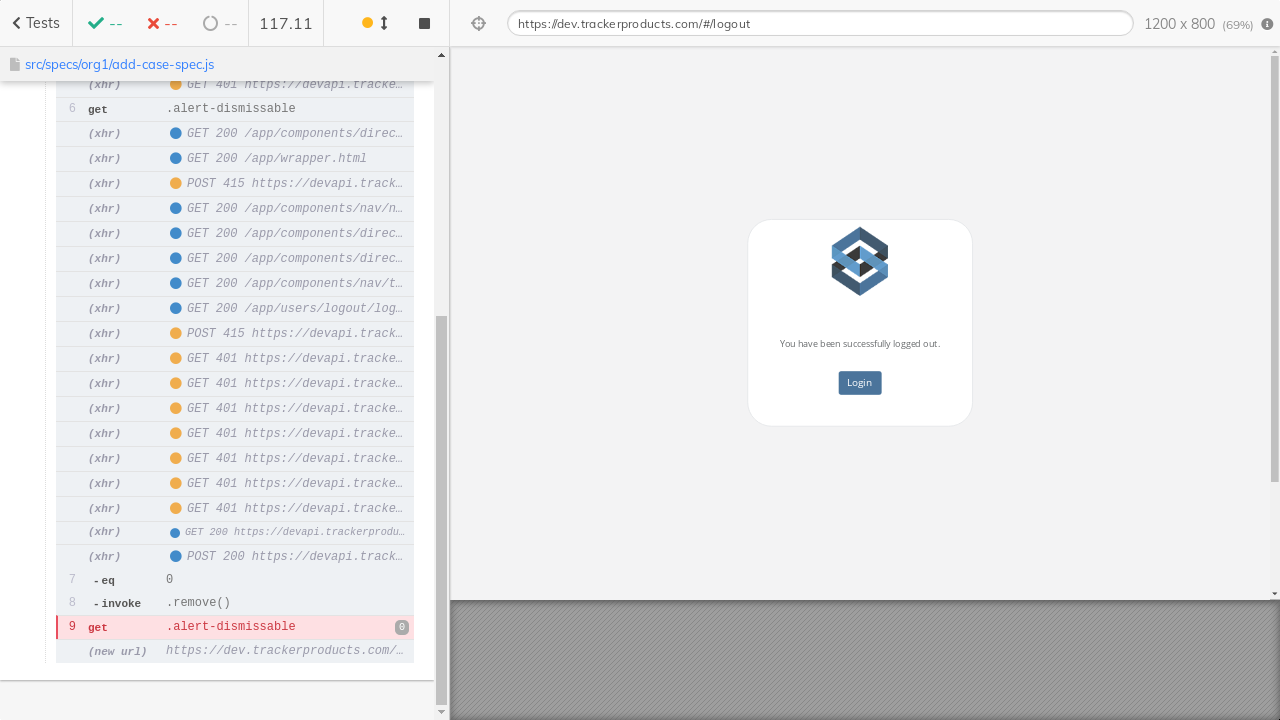 Tests
--
--
--
117.11
https://dev.trackerproducts.com/#/logout
1200 x 800 (69%)
src/specs/org1/add-case-spec.js
(xhr) GET 401 https://devapi.tracke…
6 get .alert-dismissable
(xhr) GET 200 /app/components/direc…
(xhr) GET 200 /app/wrapper.html
(xhr) POST 415 https://devapi.track…
(xhr) GET 200 /app/components/nav/n…
(xhr) GET 200 /app/components/direc…
(xhr) GET 200 /app/components/direc…
(xhr) GET 200 /app/components/nav/t…
(xhr) GET 200 /app/users/logout/log…
(xhr) POST 415 https://devapi.track…
(xhr) GET 401 https://devapi.tracke…
(xhr) GET 401 https://devapi.tracke…
(xhr) GET 401 https://devapi.tracke…
(xhr) GET 401 https://devapi.tracke…
(xhr) GET 401 https://devapi.tracke…
(xhr) GET 401 https://devapi.tracke…
(xhr) GET 401 https://devapi.tracke…
(xhr) GET 200 https://devapi.trackerprodu…
(xhr) POST 200 https://devapi.track…
7 - eq 0
8 - invoke .remove()
9 get .alert-dismissable 0
(new url) https://dev.trackerproducts.com/…
You have been successfully logged out.
Login